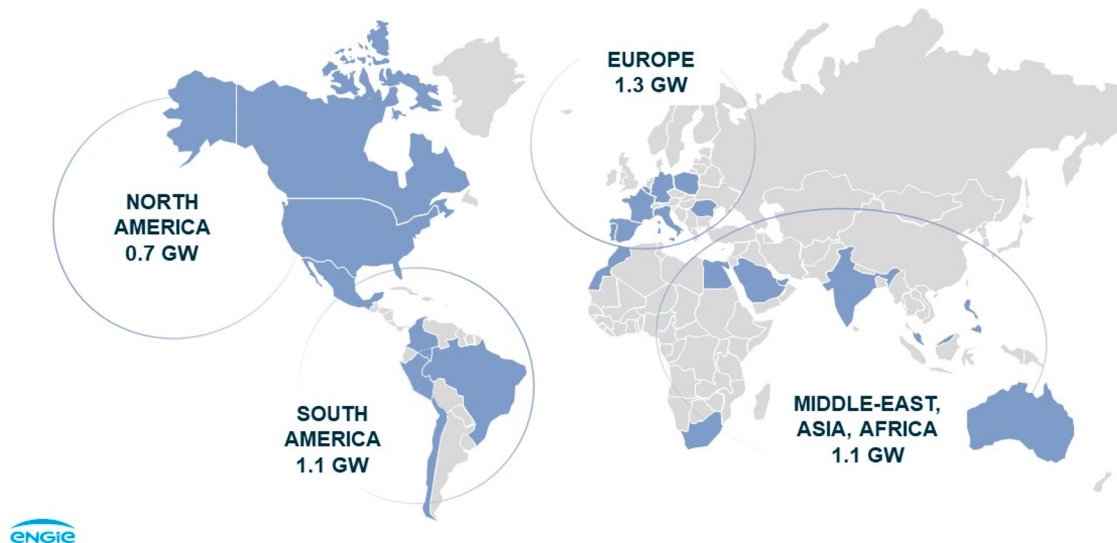 EUROPE
1.3 GW
NORTH
AMERICA
0.7 GW
SOUTH
AMERICA
1.1 GW
MIDDLE-EAST,
ASIA, AFRICA
1.1 GW
ENGIE